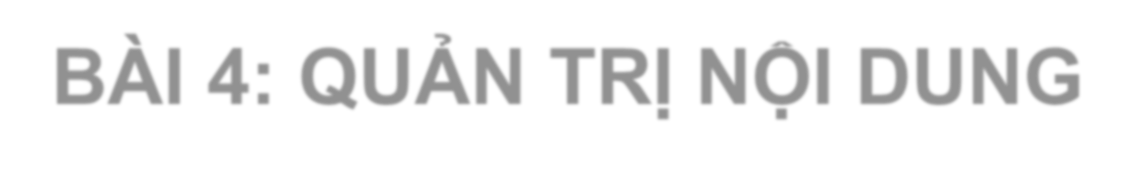 BÀI 4: QUẢN TRỊ NỘI DUNG